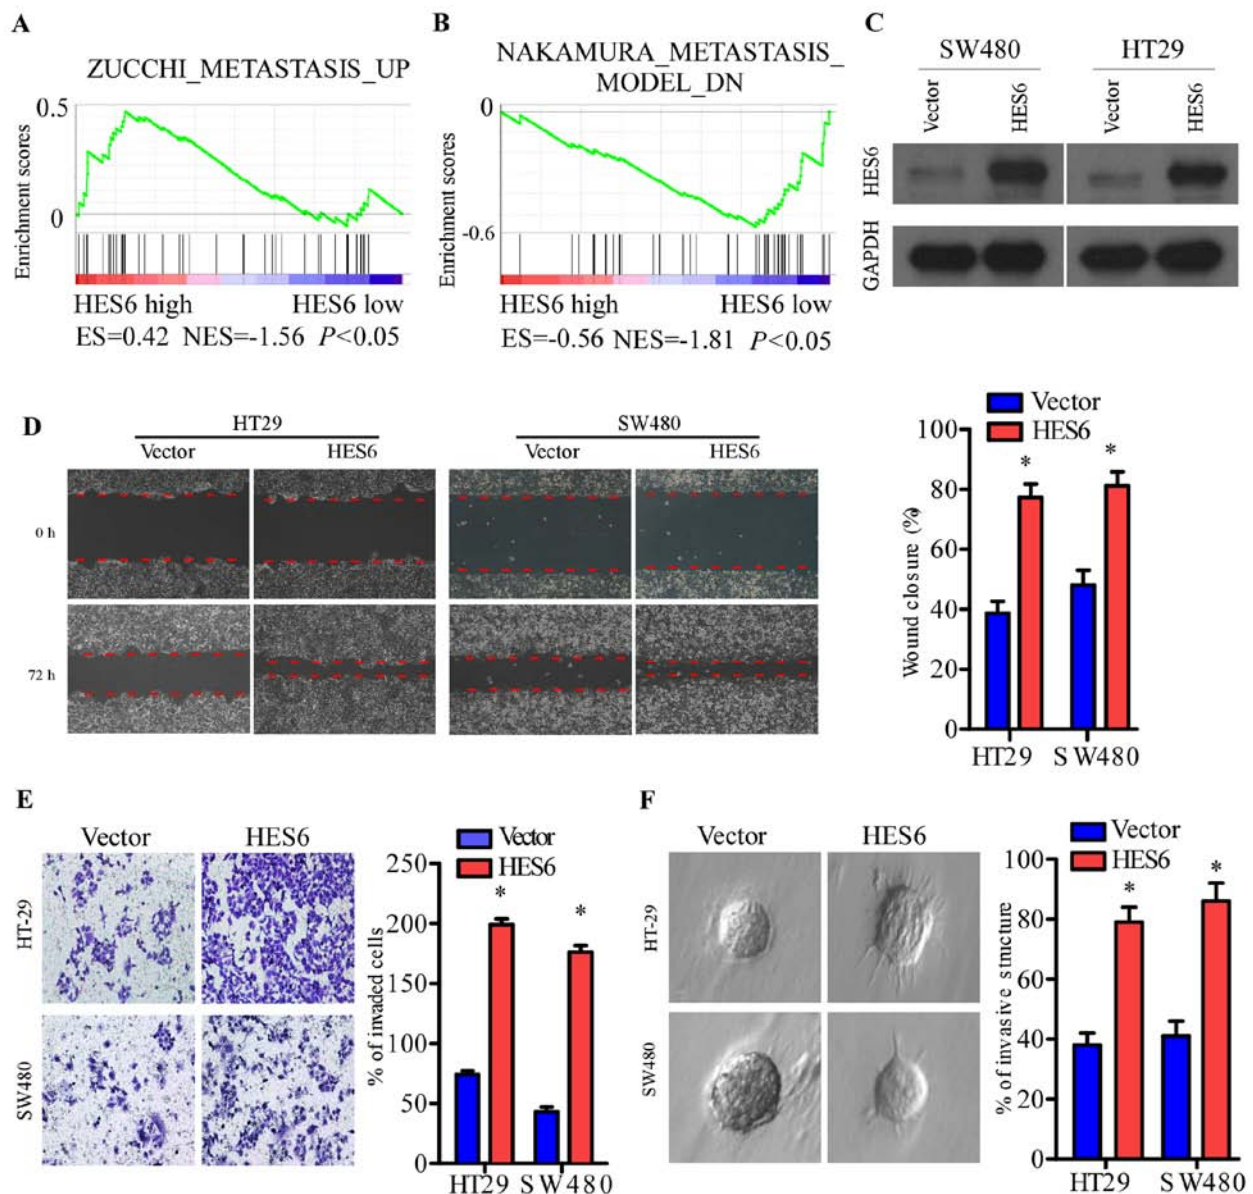 A
ZUCCHI_METASTASIS_UP
0.5
0
Enrichment scores
HES6 high HES6 low
ES=0.42 NES=-1.56 P<0.05
B
NAKAMURA_METASTASIS_
MODEL_DN
0
-0.6
Enrichment scores
HES6 high HES6 low
ES=-0.56 NES=-1.81 P<0.05
C
SW480 HT29
Vector HES6 Vector HES6
HES6
GAPDH
D
HT29 SW480
Vector HES6 Vector HES6
0 h
72 h
Vector
HES6
100
80
60
40
20
0
Wound closure (%)
* *
HT29 SW480
E
Vector HES6
HT-29
SW480
Vector
HES6
250
200
150
100
50
0
% of invaded cells
* *
HT29 SW480
F
Vector HES6
HT-29
SW480
Vector
HES6
100
80
60
40
20
0
% of invasive structure
* *
HT29 SW480